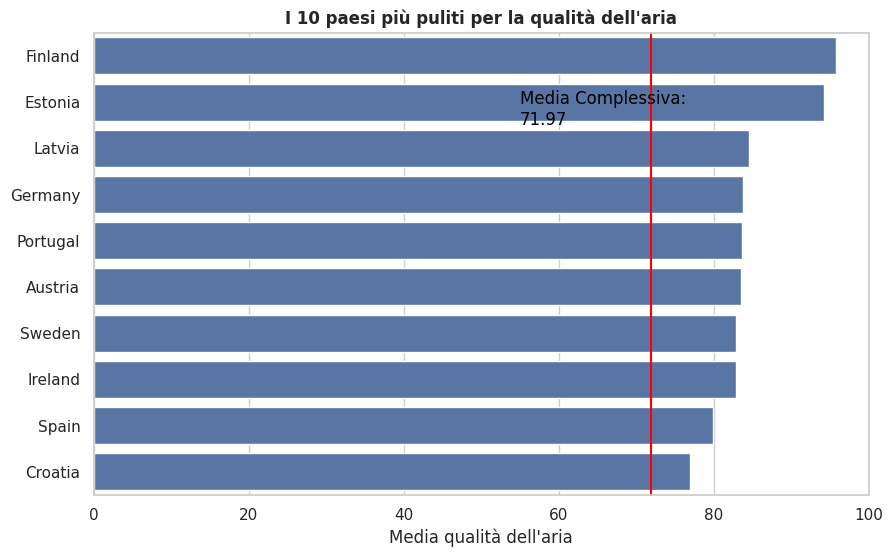 I 10 paesi più puliti per la qualità dell'aria
Finland
Estonia
Media Complessiva:
71.97
Latvia
Germany
Portugal
Austria
Sweden
Ireland
Spain
Croatia
0 20 40 60 80 100
Media qualità dell'aria